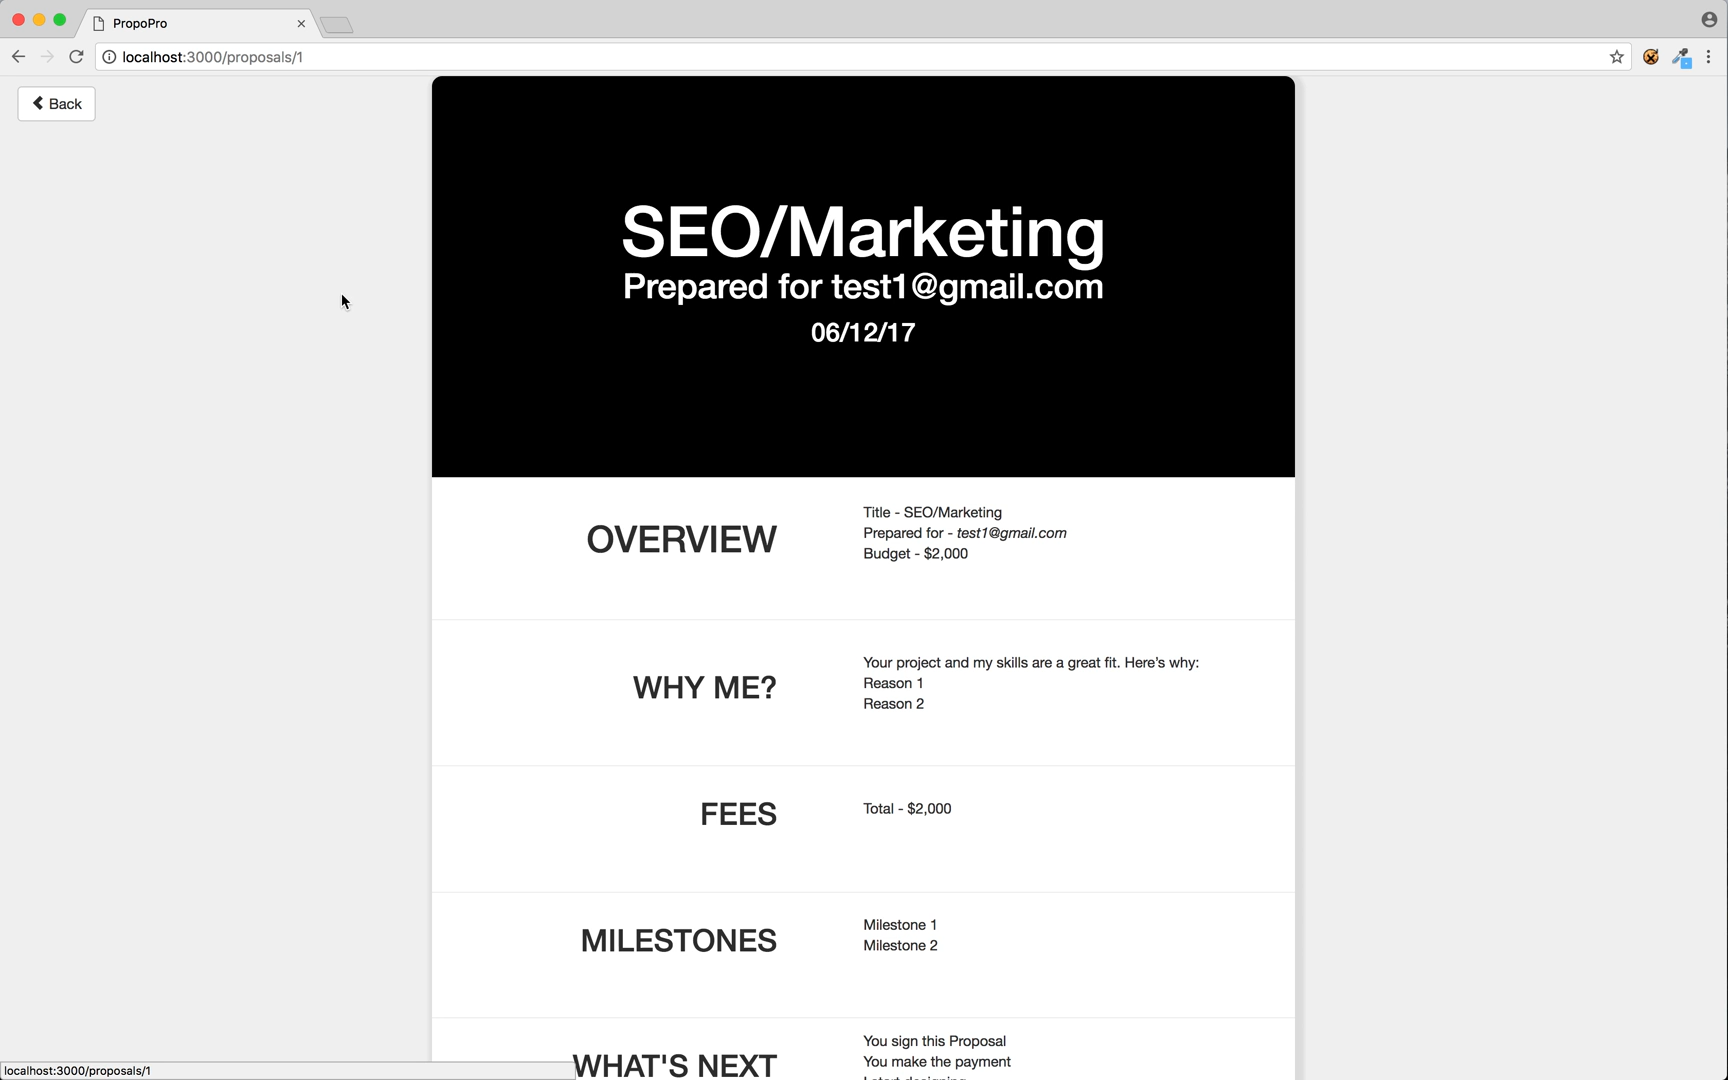 PropoPro
localhost:3000/proposals/1
Back
SEO/Marketing
Prepared for test1@gmail.com
06/12/17
OVERVIEW
Title - SEO/Marketing
Prepared for - test1@gmail.com
Budget - $2,000
WHY ME?
Your project and my skills are a great fit. Here’s why:
Reason 1
Reason 2
FEES
Total - $2,000
MILESTONES
Milestone 1
Milestone 2
WHAT'S NEXT
You sign this Proposal
You make the payment
I start designing
localhost:3000/proposals/1